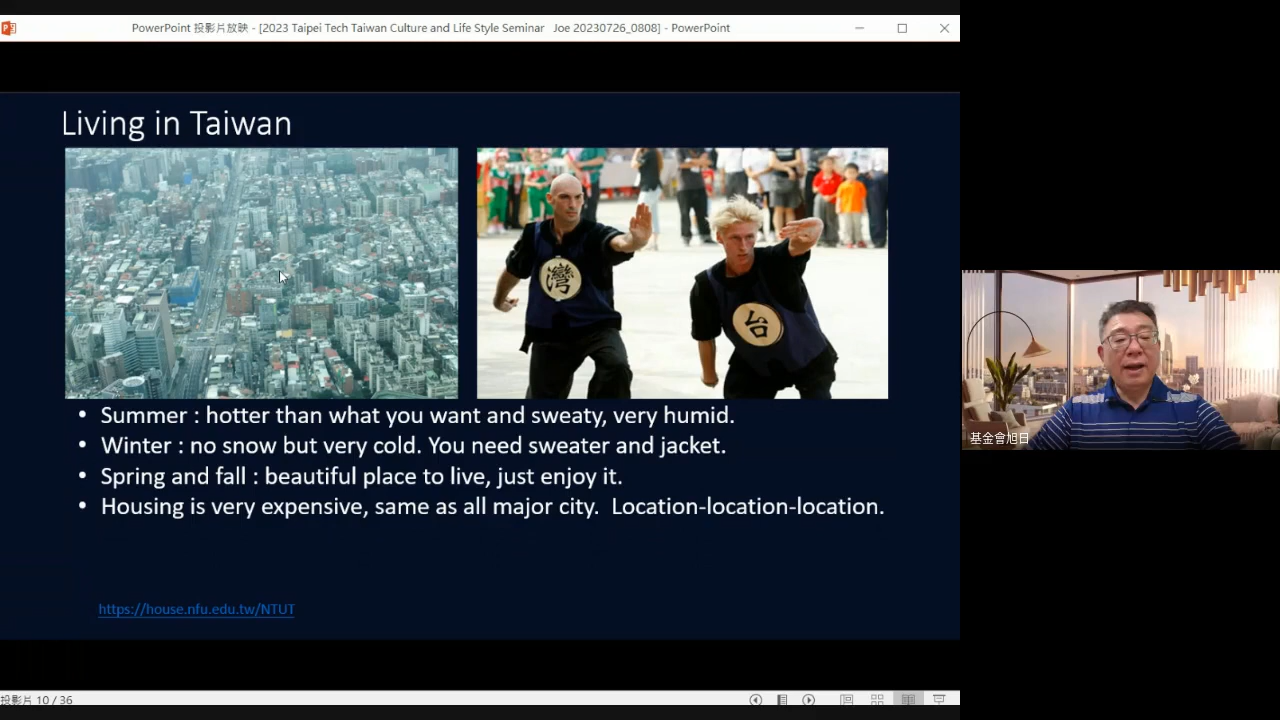 PowerPoint 投影片放映 - [2023 Taipei Tech Taiwan Culture and Life Style Seminar Joe 20230726_0808] - PowerPoint
Living in Taiwan
灣
台
• Summer : hotter than what you want and sweaty, very humid.
• Winter : no snow but very cold. You need sweater and jacket.
• Spring and fall : beautiful place to live, just enjoy it.
• Housing is very expensive, same as all major city. Location-location-location.
https://house.nfu.edu.tw/NTUT
基金會旭日
投影片 10 / 36